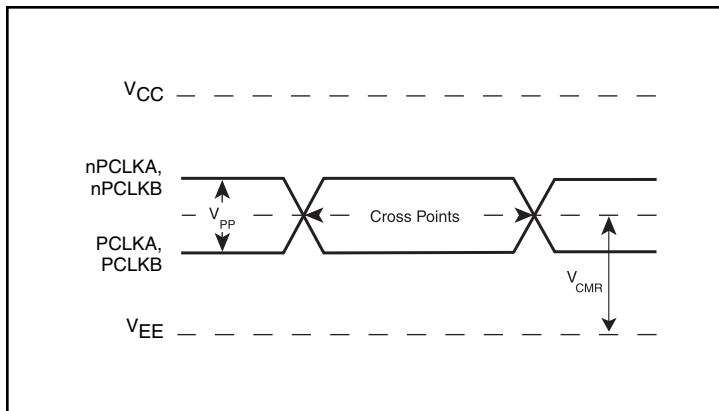 VCC
nPCLKA,
nPCLKB
VPP
Cross Points
PCLKA,
PCLKB
VCMR
VEE